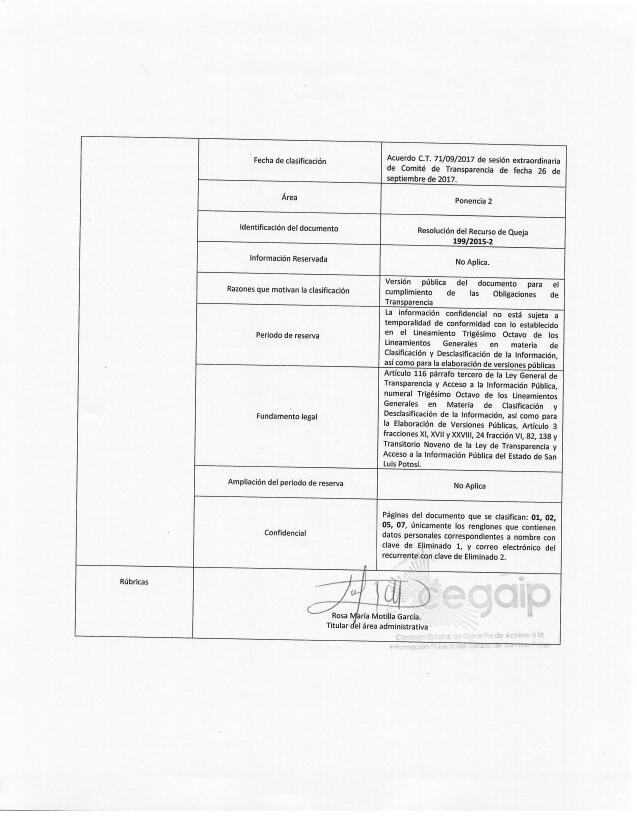 Fecha de clasificación
Acuerdo C.T. 71/09/2017 de sesión extraordinaria
de Comité de Transparencia de fecha 26 de
septiembre de 2017.
Área
Ponencia 2
Identificación del documento
Resolución del Recurso de Queja
199/2015-2
Información Reservada
No Aplica.
Razones que motivan la clasificación
Versión pública del documento para el
cumplimiento de las Obligaciones de
Transparencia
Periodo de reserva
La información confidencial no está sujeta a
temporalidad de conformidad con lo establecido
en el Lineamiento Trigésimo Octavo de los
Lineamientos Generales en materia de
Clasificación y Desclasificación de la Información,
así como para la elaboración de versiones públicas
Fundamento legal
Artículo 116 párrafo tercero de la Ley General de
Transparencia y Acceso a la Información Pública,
numeral Trigésimo Octavo de los Lineamientos
Generales en Materia de Clasificación y
Desclasificación de la Información, así como para
la Elaboración de Versiones Públicas, Artículo 3
fracciones XI, XVII y XXVIII, 24 fracción VI, 82, 138 y
Transitorio Noveno de la Ley de Transparencia y
Acceso a la Información Pública del Estado de San
Luis Potosí.
Ampliación del periodo de reserva
No Aplica
Confidencial
Páginas del documento que se clasifican: 01, 02,
05, 07, únicamente los renglones que contienen
datos personales correspondientes a nombre con
clave de Eliminado 1, y correo electrónico del
recurrente con clave de Eliminado 2.
Rúbricas
cegaip
Rosa María Motilla García.
Titular del área administrativa
Comisión Estatal de Garantía de Acceso a la
Información Pública del Estado de San Luis Potosí